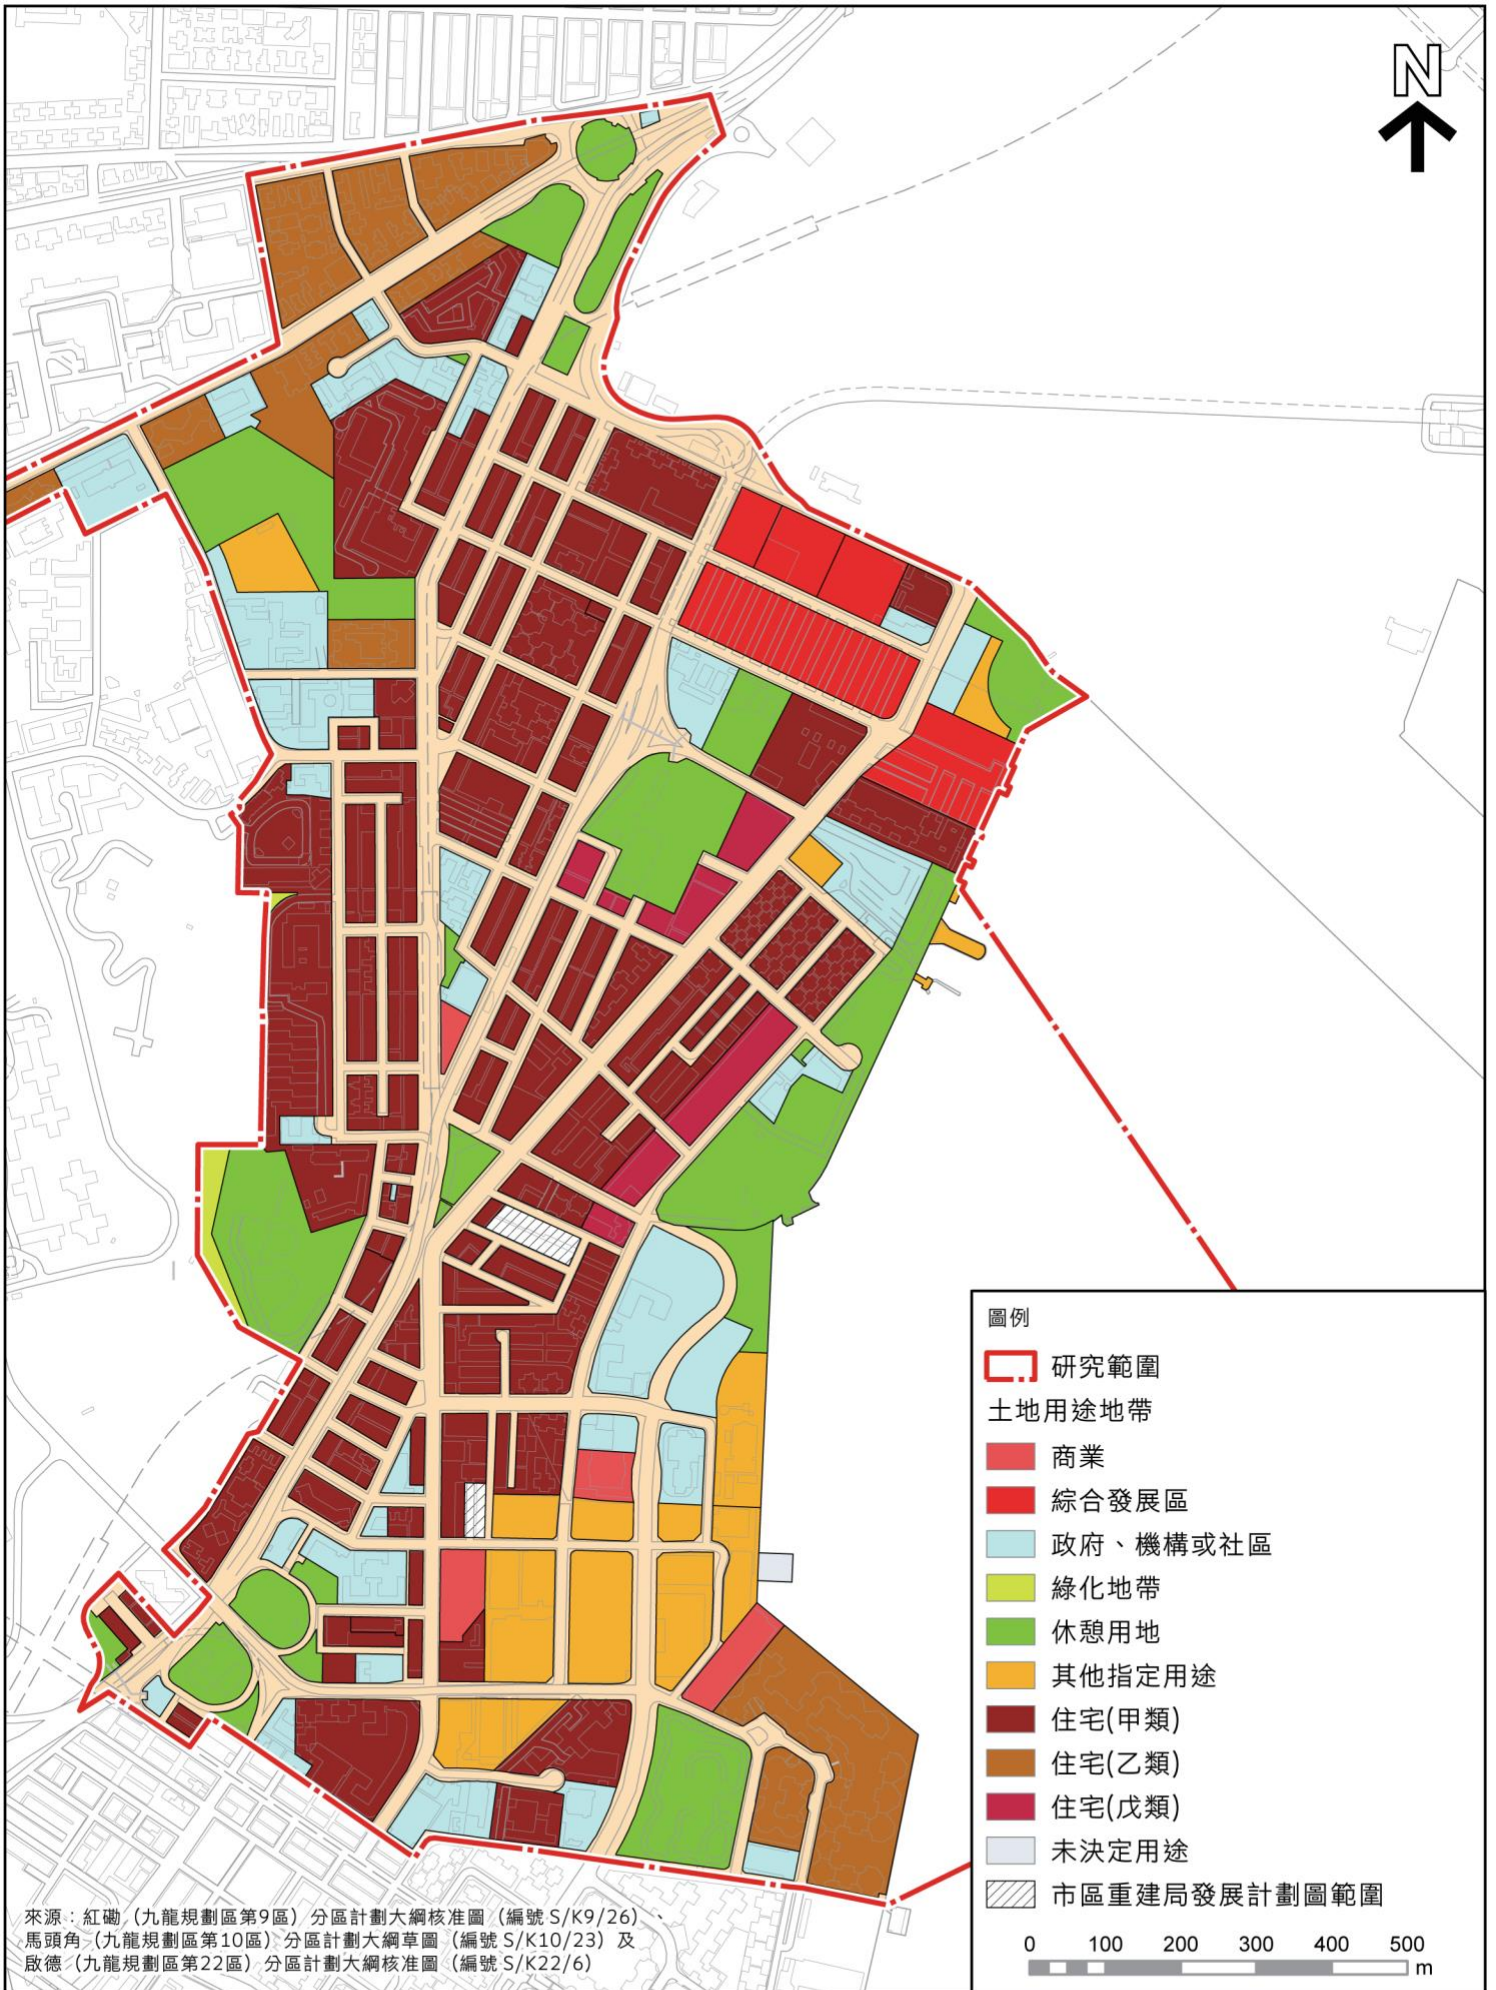 N
圖例
研究範圍
土地用途地帶
商業
綜合發展區
政府、機構或社區
綠化地帶
休憩用地
其他指定用途
住宅(甲類)
住宅(乙類)
住宅(戊類)
未決定用途
市區重建局發展計劃圖範圍
0 100 200 300 400 500
m
來源：紅磡（九龍規劃區第9區）分區計劃大綱核准圖（編號 S/K9/26）、
馬頭角（九龍規劃區第10區）分區計劃大綱草圖（編號 S/K10/23）及
啟德（九龍規劃區第22區）分區計劃大綱核准圖（編號 S/K22/6）